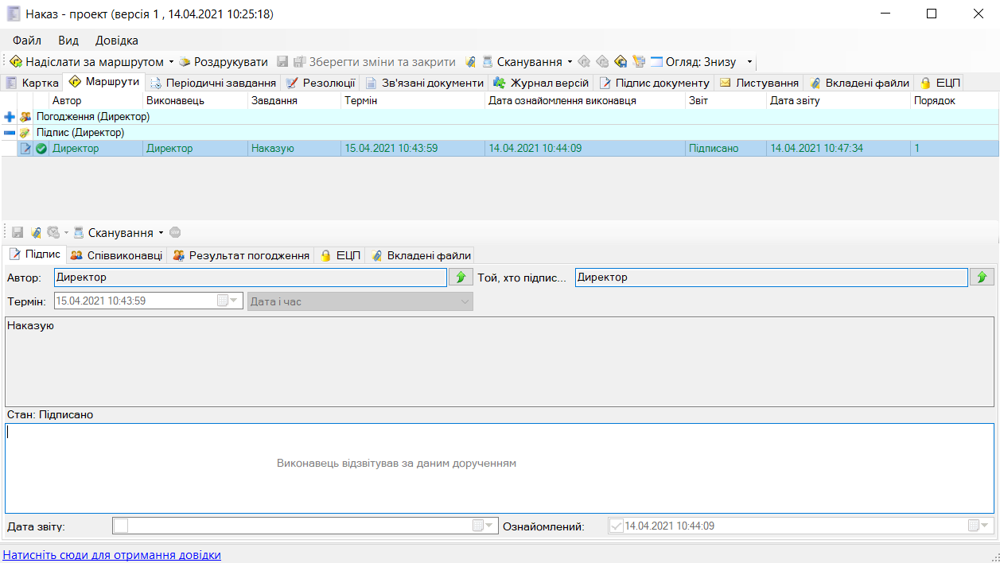 Наказ - проект (версія 1 , 14.04.2021 10:25:18)
Файл Вид Довідка
Надіслати за маршрутом Роздрукувати Зберегти зміни та закрити Сканування Огляд: Знизу
Картка Маршрути Періодичні завдання Резолюції Зв'язані документи Журнал версій Підпис документу Листування Вкладені файли ЕЦП
Автор Виконавець Завдання Термін Дата ознайомлення виконавця Звіт Дата звіту Порядок
Погодження (Директор)
Підпис (Директор)
Директор Директор Наказую 15.04.2021 10:43:59 14.04.2021 10:44:09 Підписано 14.04.2021 10:47:34 1
Сканування
Підпис Співвиконавці Результат погодження ЕЦП Вкладені файли
Автор: Директор Той, хто підпис... Директор
Термін: 15.04.2021 10:43:59 Дата і час
Наказую
Стан: Підписано
Виконавець відзвітував за даним дорученням
Дата звіту: Ознайомлений: 14.04.2021 10:44:09
Натисніть сюди для отримання довідки